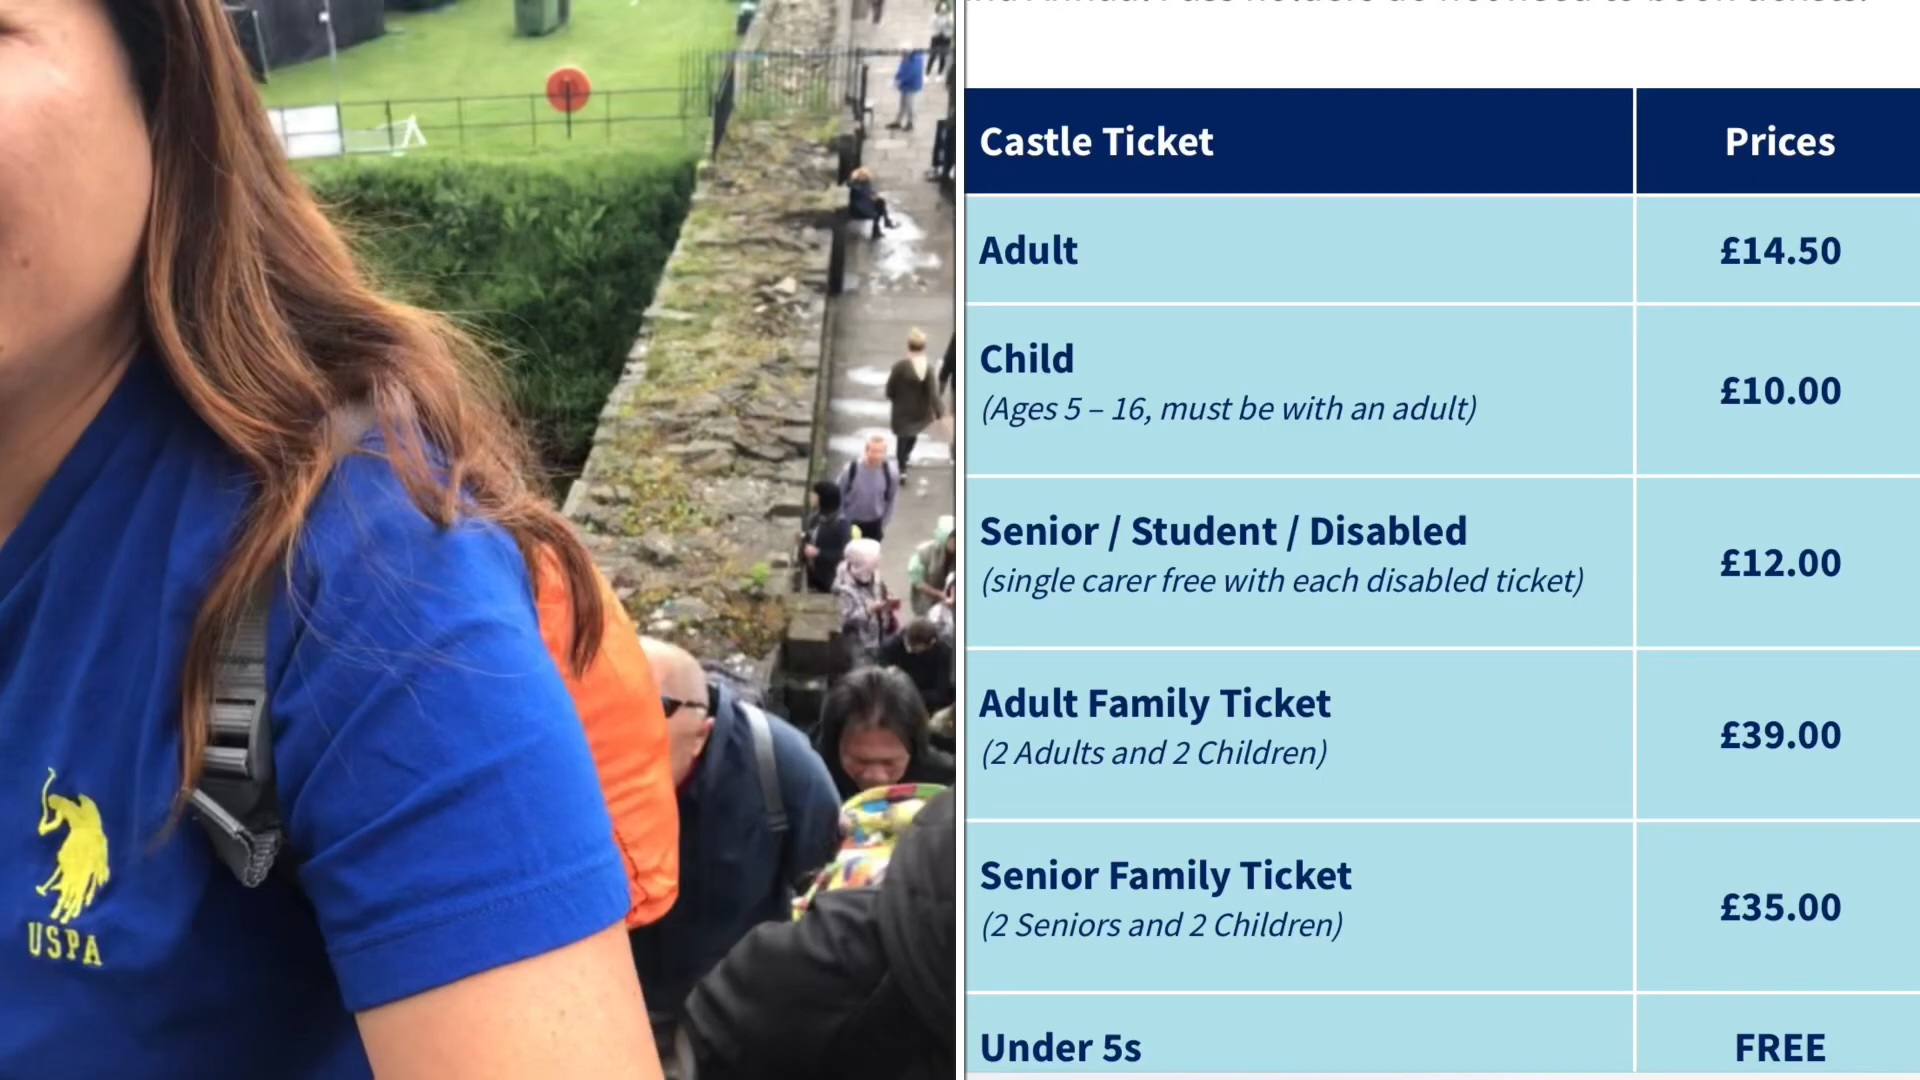 USPA
Castle Ticket Prices
Adult £14.50
Child
(Ages 5 – 16, must be with an adult)
£10.00
Senior / Student / Disabled
(single carer free with each disabled ticket)
£12.00
Adult Family Ticket
(2 Adults and 2 Children)
£39.00
Senior Family Ticket
(2 Seniors and 2 Children)
£35.00
Under 5s FREE